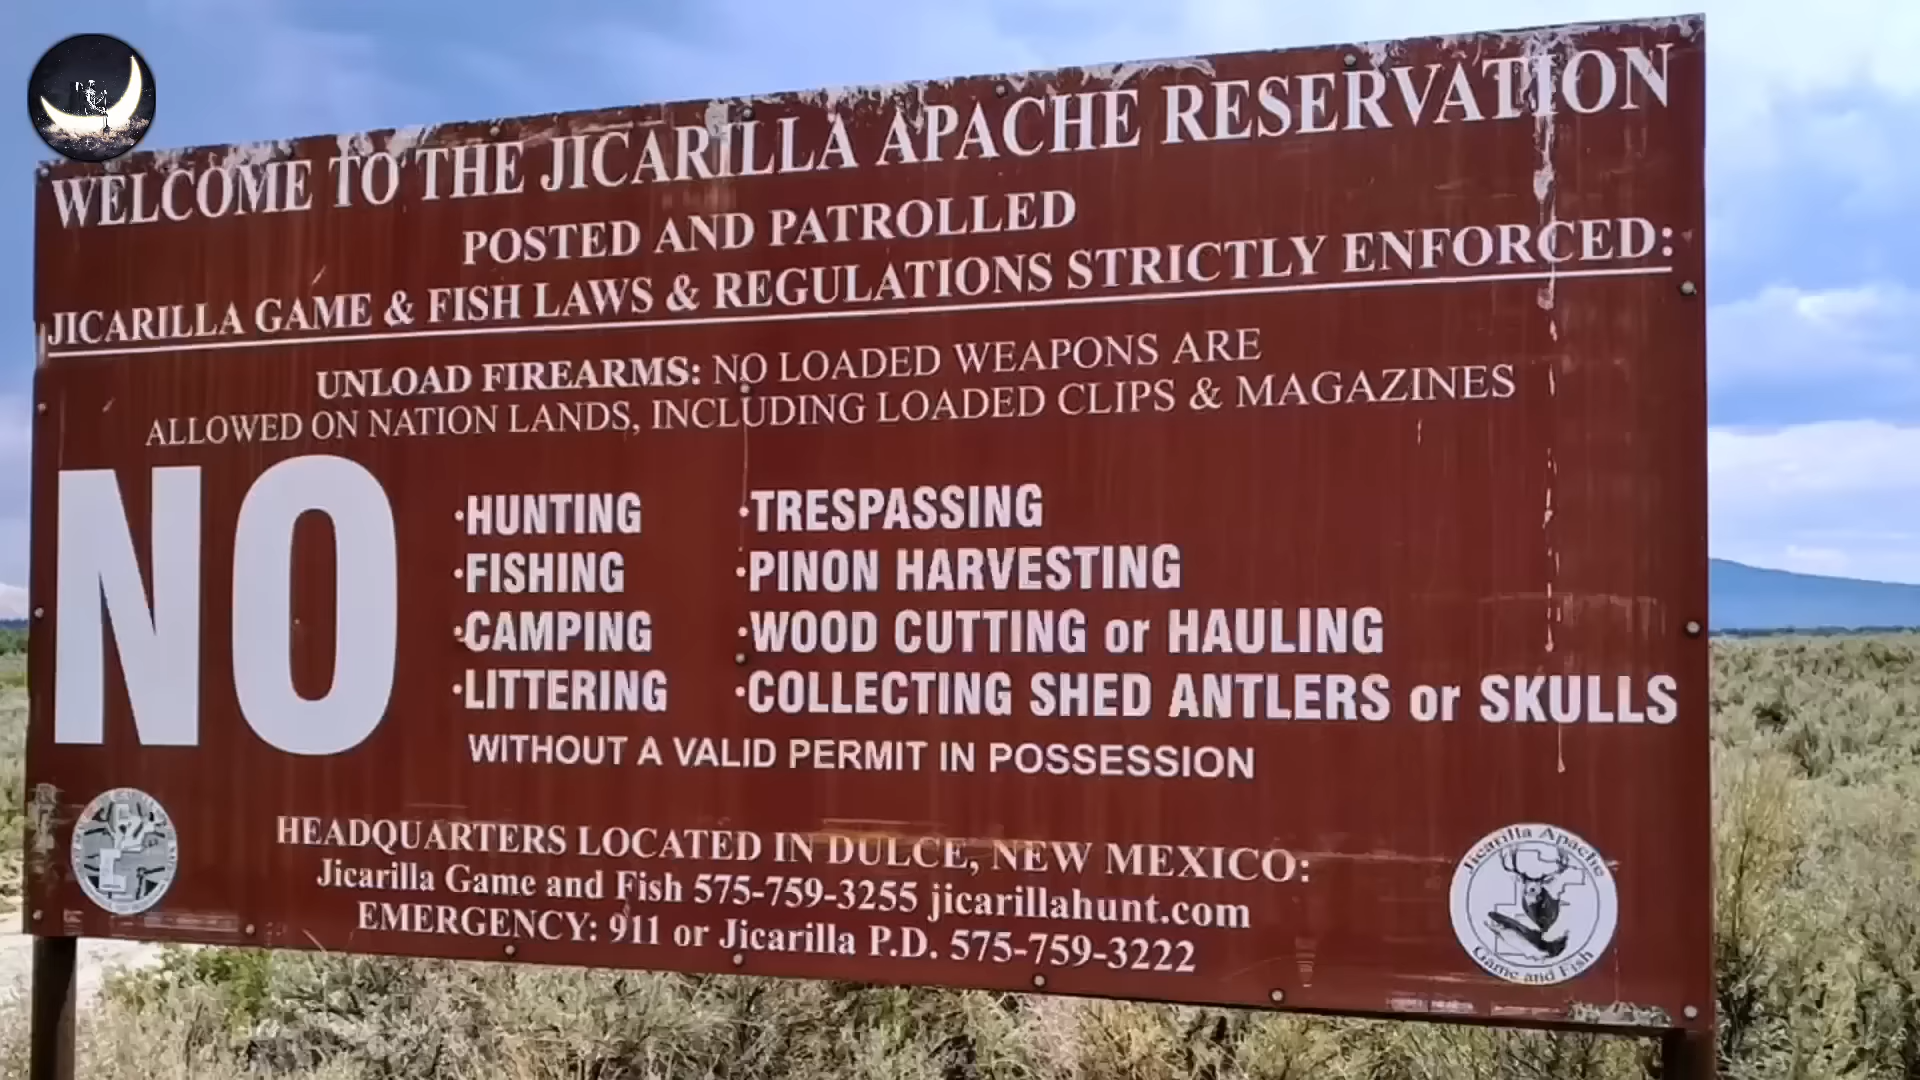 WELCOME TO THE JICARILLA APACHE RESERVATION
POSTED AND PATROLLED
JICARILLA GAME & FISH LAWS & REGULATIONS STRICTLY ENFORCED:
UNLOAD FIREARMS: NO LOADED WEAPONS ARE
ALLOWED ON NATION LANDS, INCLUDING LOADED CLIPS & MAGAZINES
NO
·HUNTING
·FISHING
·CAMPING
·LITTERING
·TRESPASSING
·PINON HARVESTING
·WOOD CUTTING or HAULING
·COLLECTING SHED ANTLERS or SKULLS
WITHOUT A VALID PERMIT IN POSSESSION
HEADQUARTERS LOCATED IN DULCE, NEW MEXICO:
Jicarilla Game and Fish 575-759-3255 jicarillahunt.com
EMERGENCY: 911 or Jicarilla P.D. 575-759-3222
Jicarilla Apache
Game and Fish